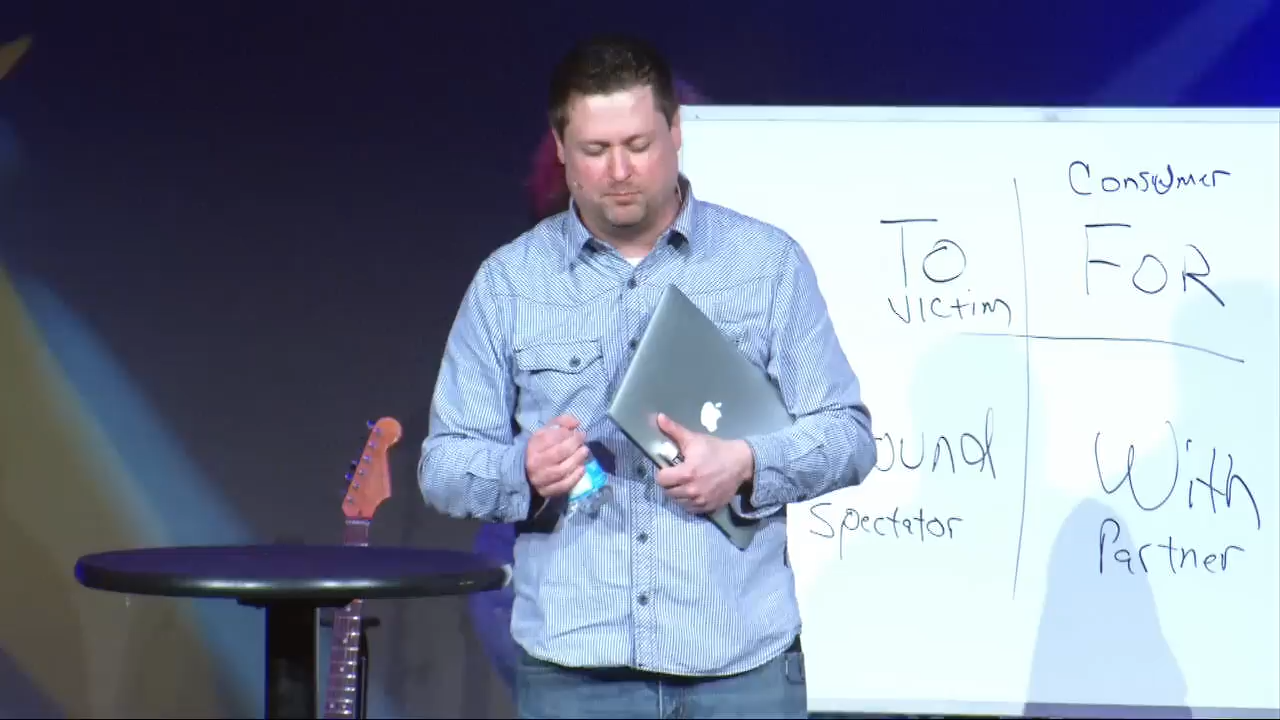 Consumer
TO
FOR
Victim
ound
With
Spectator
Partner